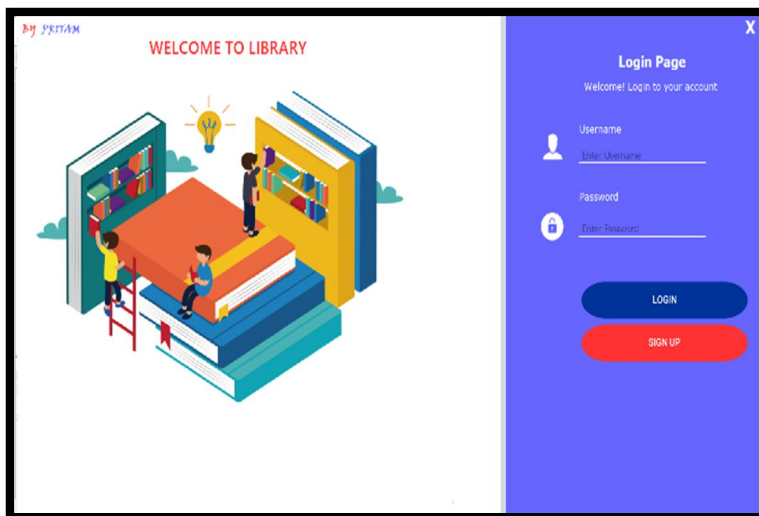 By PRITAM
WELCOME TO LIBRARY
X
Login Page
Welcome! Login to your account
Username
Enter Username
Password
Enter Password
LOGIN
SIGN UP